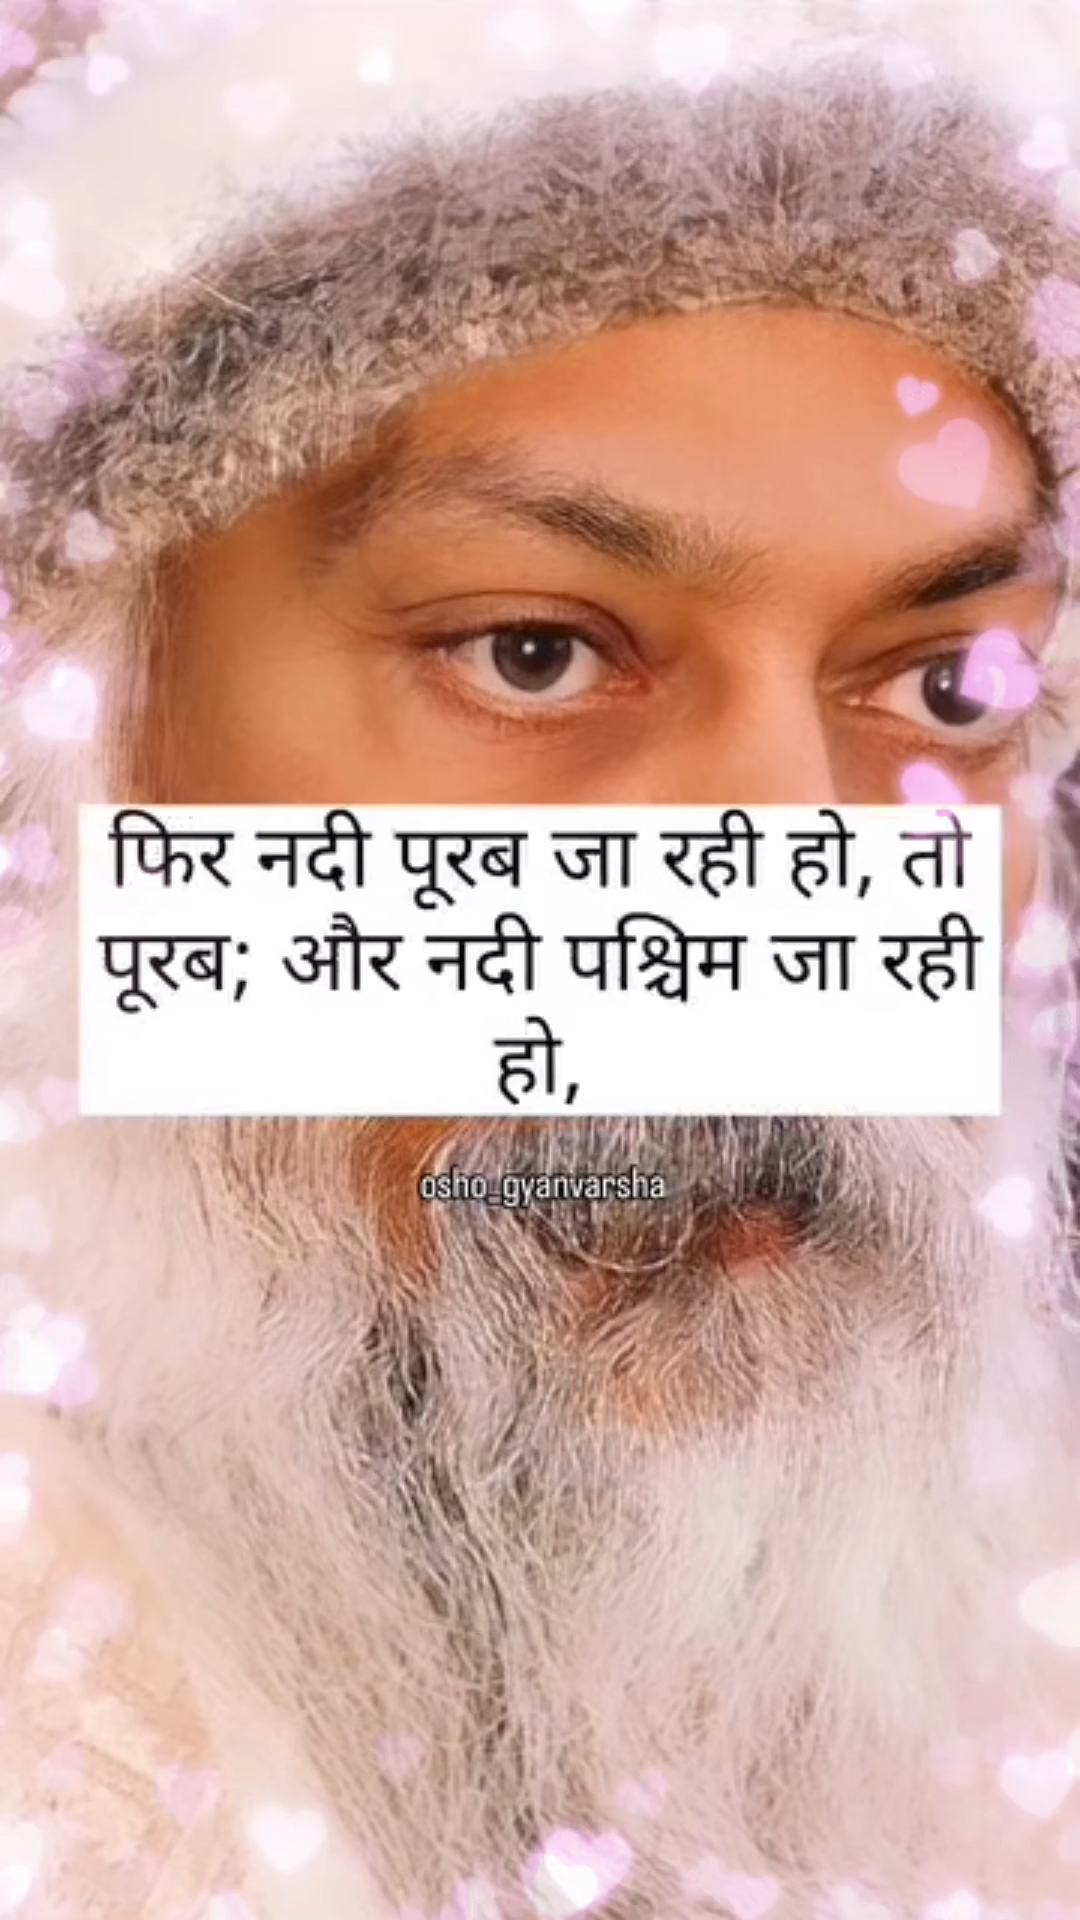 फिर नदी पूरब जा रही हो, तो
पूरब; और नदी पश्चिम जा रही
हो,
osho_gyanvarsha